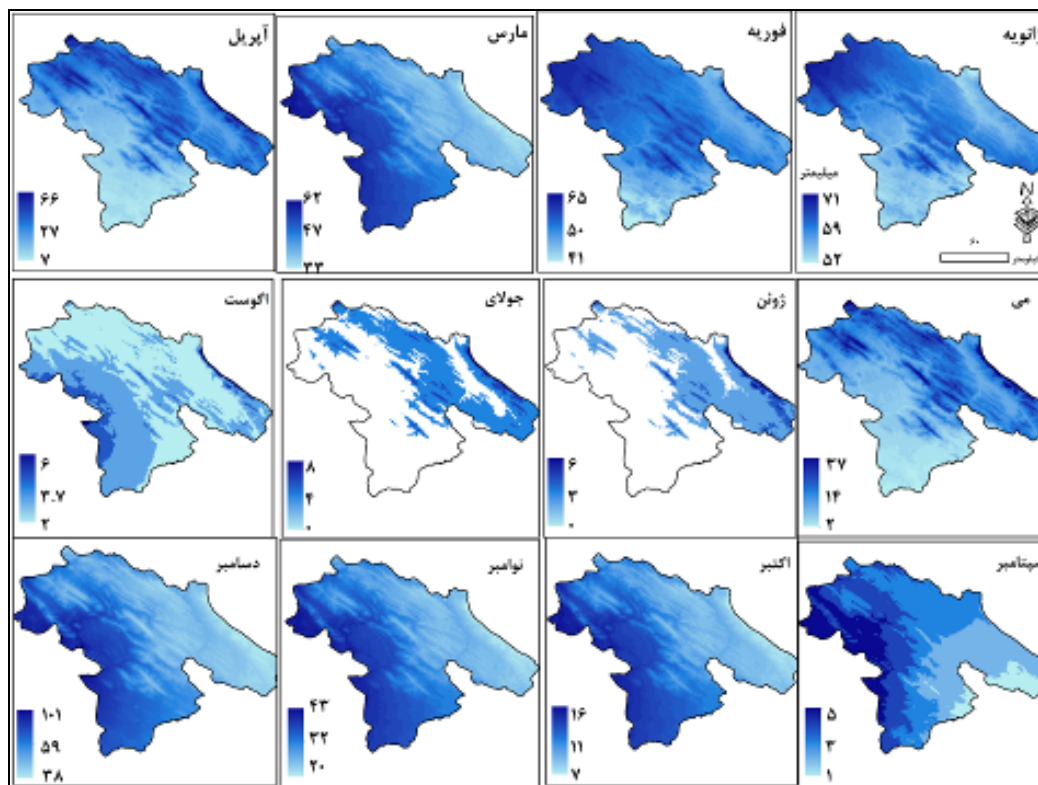 ژانویه
میلیمتر
۷۱
۵۹
۵۲
N
۶۰
کیلومتر
فوریه
۶۵
۵۰
۴۱
مارس
۶۲
۴۷
۳۳
آپریل
۶۶
۲۷
۷
می
۳۷
۱۴
۲
ژوئن
۶
۳
۰
جولای
۸
۴
۰
اگوست
۶
۳.۷
۲
سپتامبر
۵
۳
۱
اکتبر
۱۶
۱۱
۷
نوامبر
۴۳
۳۲
۲۰
دسامبر
۱۰۱
۵۹
۳۸